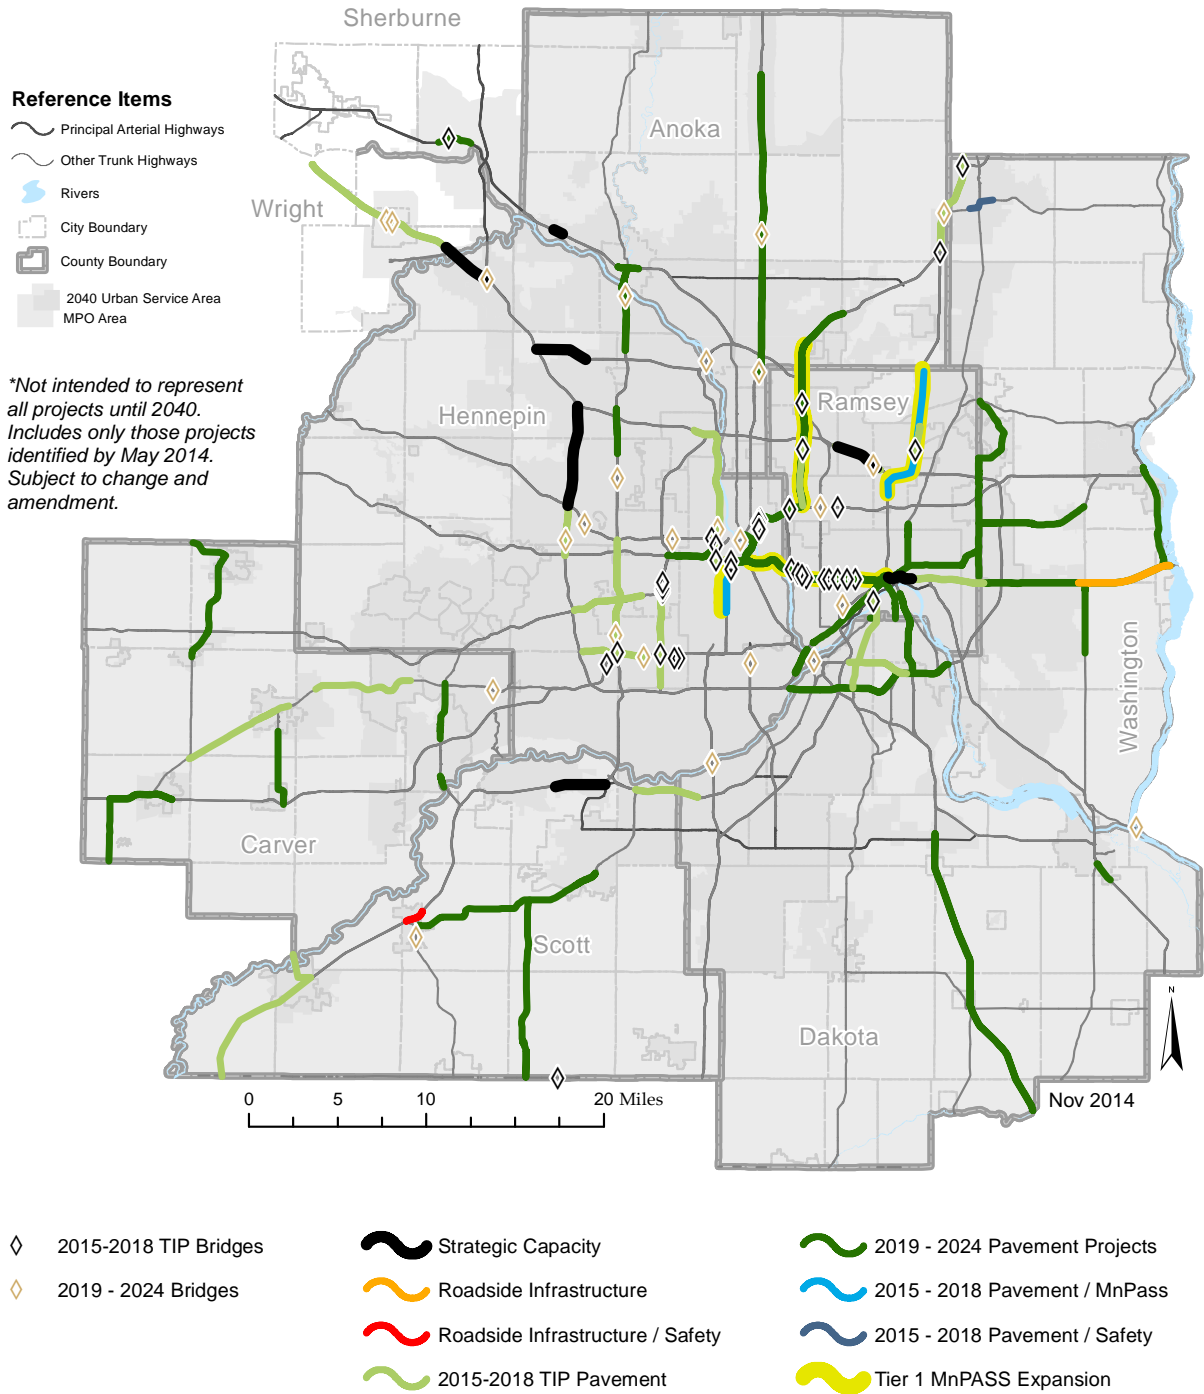 Sherburne
Reference Items
Principal Arterial Highways
Other Trunk Highways
Rivers
City Boundary
County Boundary
2040 Urban Service Area
MPO Area
*Not intended to represent
all projects until 2040.
Includes only those projects
identified by May 2014.
Subject to change and
amendment.
Anoka
Wright
Hennepin
Ramsey
Washington
Carver
Scott
Dakota
N
0 5 10 20 Miles
Nov 2014
2015-2018 TIP Bridges
2019 - 2024 Bridges
Strategic Capacity
Roadside Infrastructure
Roadside Infrastructure / Safety
2015-2018 TIP Pavement
2019 - 2024 Pavement Projects
2015 - 2018 Pavement / MnPass
2015 - 2018 Pavement / Safety
Tier 1 MnPASS Expansion